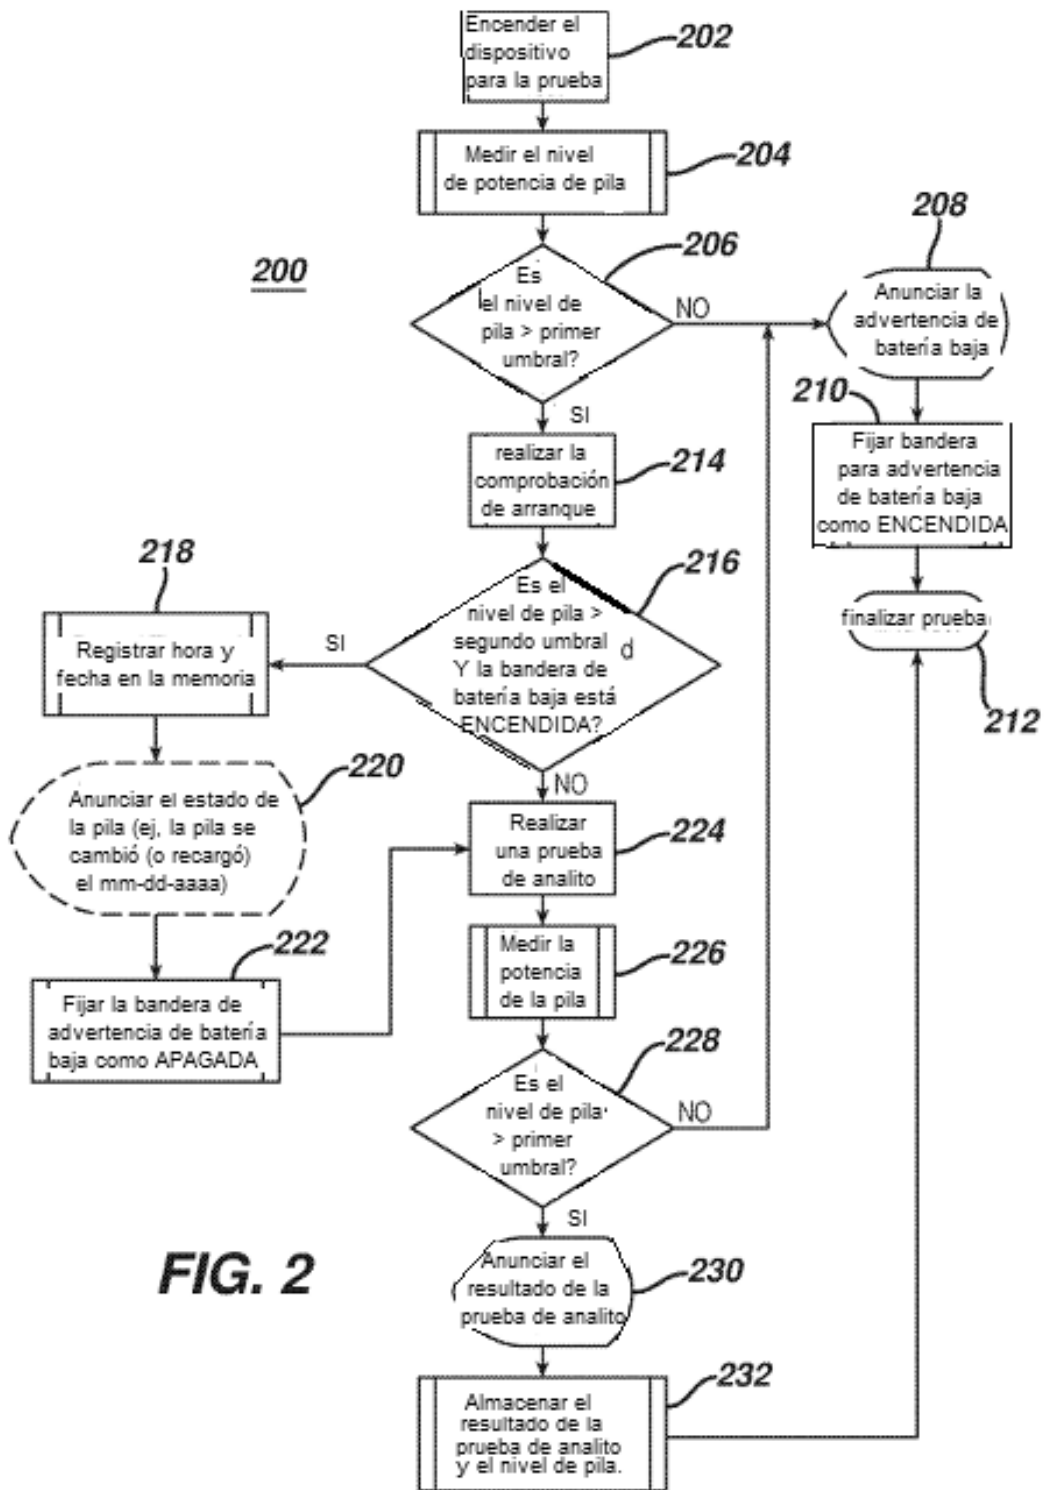 Encender el
dispositivo
para la prueba
202
Medir el nivel
de potencia de pila
204
200
Es
el nivel de
pila > primer
umbral?
206
NO
SI
208
Anunciar la
advertencia de
batería baja
210
Fijar bandera
para advertencia
de batería baja
como ENCENDIDA
finalizar prueba
212
realizar la
comprobación
de arranque
214
Es el
nivel de pila >
segundo umbral
Y la bandera de
batería baja está
ENCENDIDA?
d
216
SI
NO
218
Registrar hora y
fecha en la memoria
220
Anunciar el estado de
la pila (ej, la pila se
cambió (o recargó)
el mm-dd-aaaa)
222
Fijar la bandera de
advertencia de batería
baja como APAGADA
Realizar
una prueba
de analito
224
Medir la
potencia
de la pila
226
Es el
nivel de pila
> primer
umbral?
228
NO
SI
Anunciar el
resultado de la
prueba de analito
230
Almacenar el
resultado de la
prueba de analito
y el nivel de pila.
232
FIG. 2